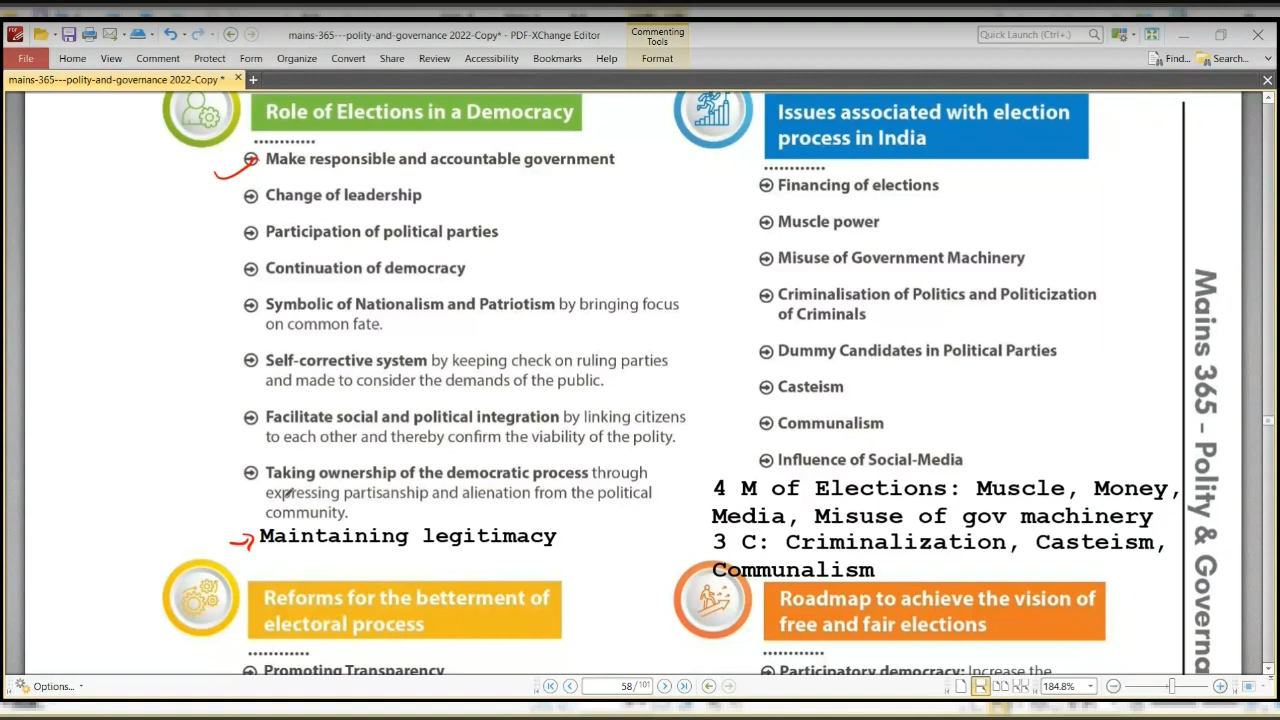 mains-365---polity-and-governance 2022-Copy* - PDF-XChange Editor
Commenting Tools
Quick Launch (Ctrl+.)
File Home View Comment Protect Form Organize Convert Share Review Accessibility Bookmarks Help Format
Find... Search...
mains-365---polity-and-governance 2022-Copy *
Role of Elections in a Democracy
Make responsible and accountable government
Change of leadership
Participation of political parties
Continuation of democracy
Symbolic of Nationalism and Patriotism by bringing focus
on common fate.
Self-corrective system by keeping check on ruling parties
and made to consider the demands of the public.
Facilitate social and political integration by linking citizens
to each other and thereby confirm the viability of the polity.
Taking ownership of the democratic process through
expressing partisanship and alienation from the political
community.
Maintaining legitimacy
Issues associated with election
process in India
Financing of elections
Muscle power
Misuse of Government Machinery
Criminalisation of Politics and Politicization
of Criminals
Dummy Candidates in Political Parties
Casteism
Communalism
Influence of Social-Media
4 M of Elections: Muscle, Money,
Media, Misuse of gov machinery
3 C: Criminalization, Casteism,
Communalism
Reforms for the betterment of
electoral process
Promoting Transparency
Roadmap to achieve the vision of
free and fair elections
Participatory democracy: Increase the
Mains 365 - Polity & Governa
Options...
58 / 101
184.8%